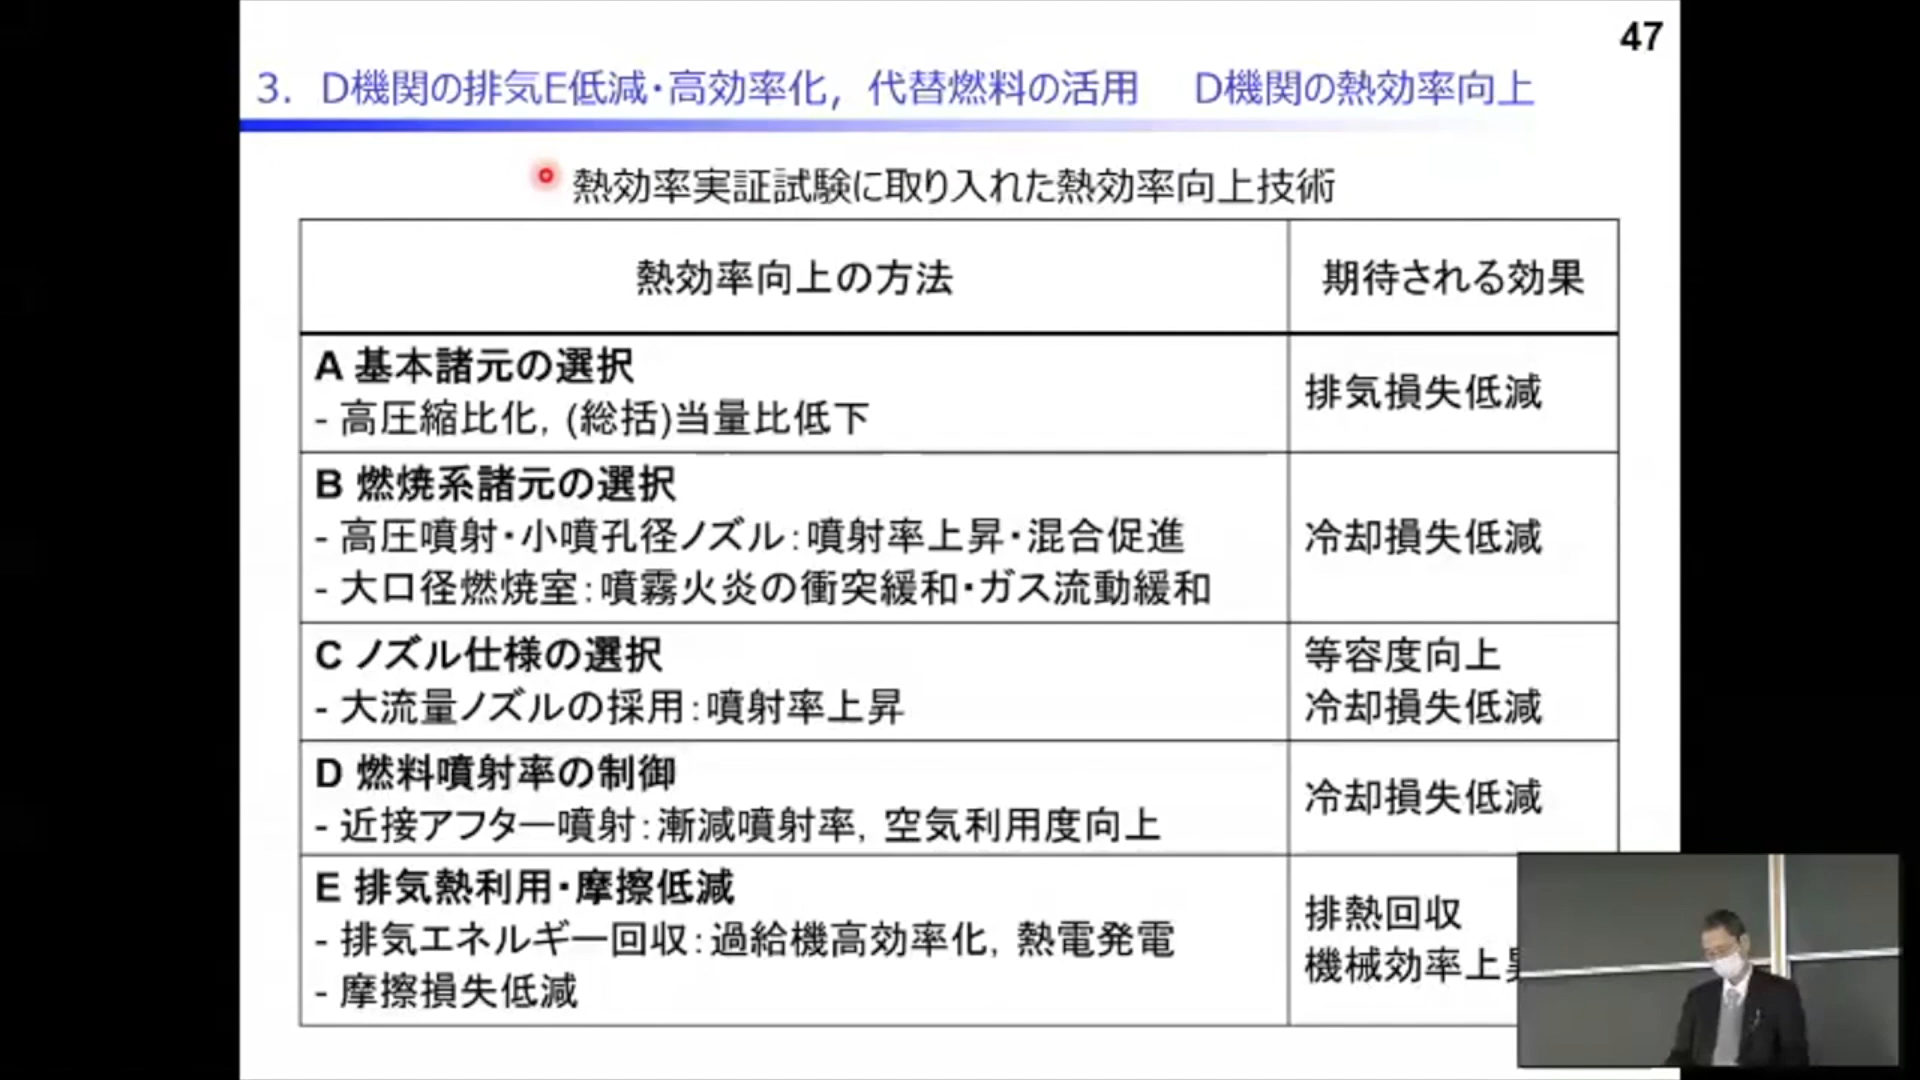 47
3. D機関の排気E低減・高効率化，代替燃料の活用 D機関の熱効率向上
熱効率実証試験に取り入れた熱効率向上技術
熱効率向上の方法 期待される効果
A 基本諸元の選択
- 高圧縮比化，(総括)当量比低下
排気損失低減
B 燃焼系諸元の選択
- 高圧噴射・小噴孔径ノズル：噴射率上昇・混合促進
- 大口径燃焼室：噴霧火炎の衝突緩和・ガス流動緩和
冷却損失低減
C ノズル仕様の選択
- 大流量ノズルの採用：噴射率上昇
等容度向上
冷却損失低減
D 燃料噴射率の制御
- 近接アフター噴射：漸減噴射率，空気利用度向上
冷却損失低減
E 排気熱利用・摩擦低減
- 排気エネルギー回収：過給機高効率化，熱電発電
- 摩擦損失低減
排熱回収
機械効率上昇